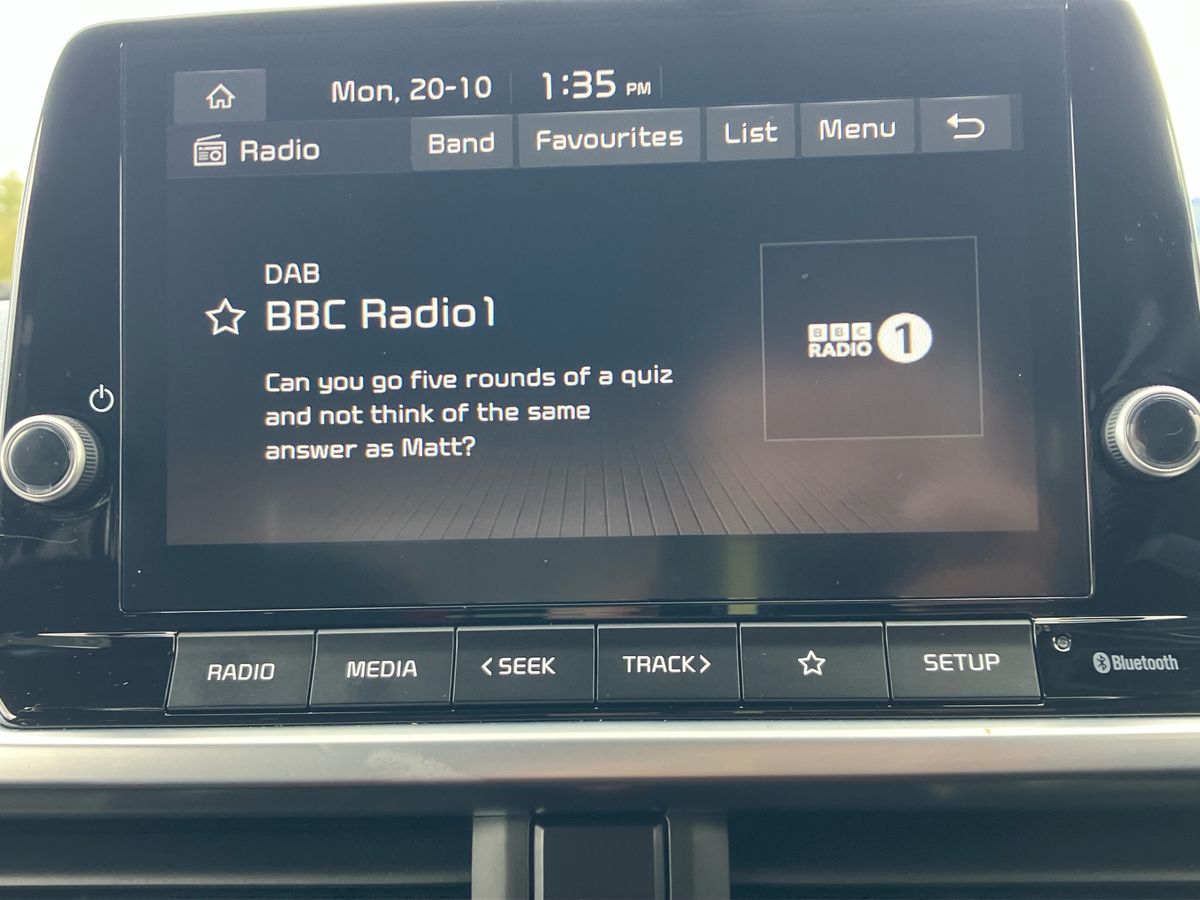 Mon, 20-10 1:35 PM
Radio Band Favourites List Menu
DAB
BBC Radio1
Can you go five rounds of a quiz
and not think of the same
answer as Matt?
BBC
RADIO 1
RADIO MEDIA <SEEK TRACK> SETUP
Bluetooth